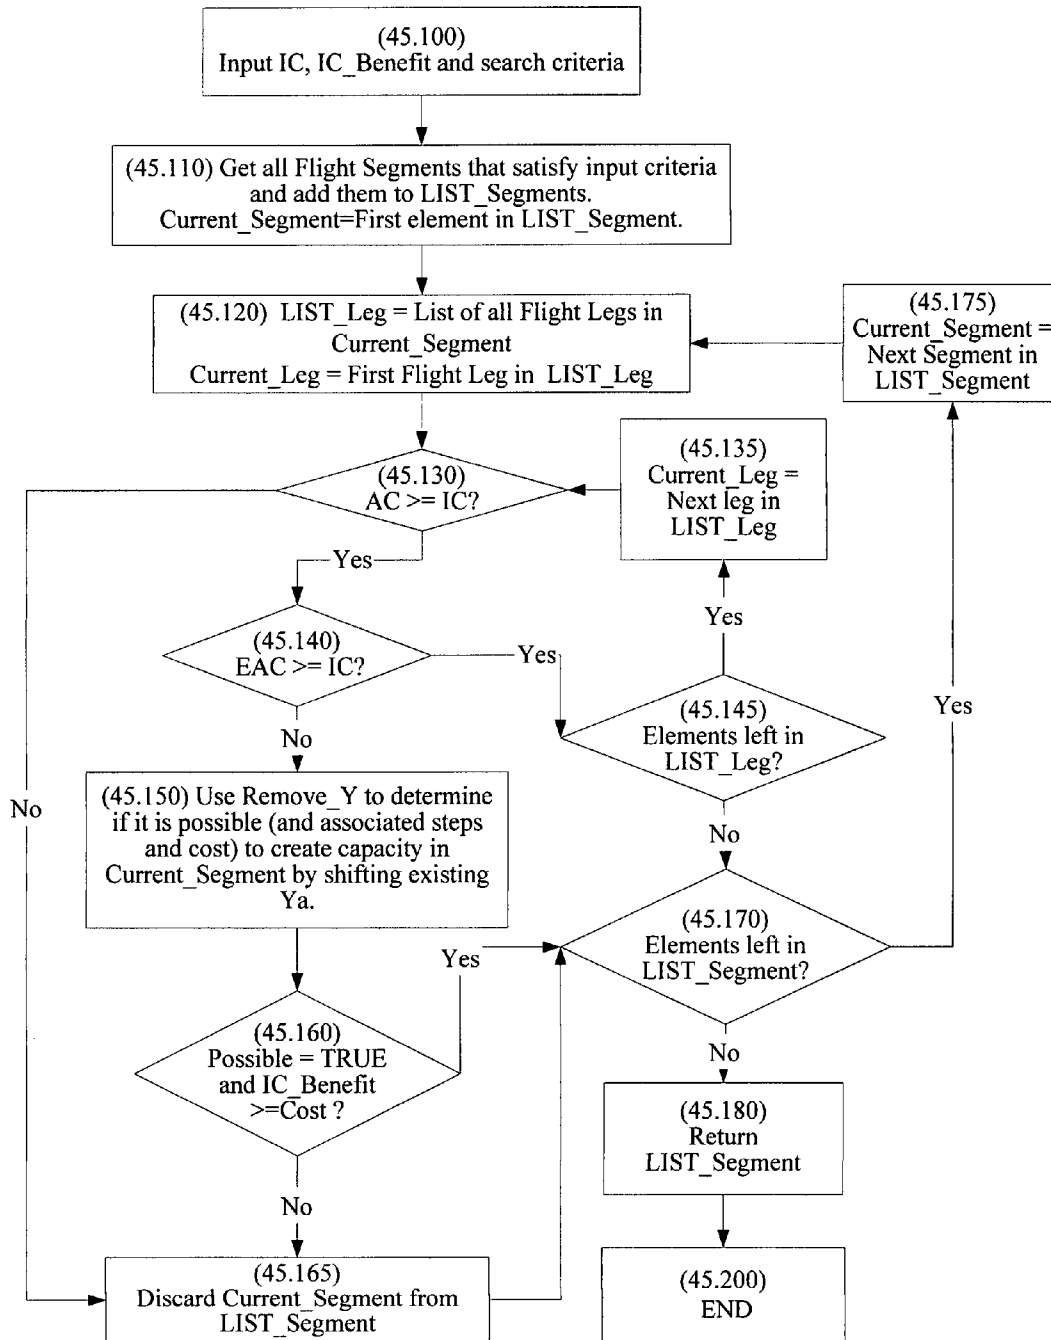 (45.100)
Input IC, IC_Benefit and search criteria
(45.110) Get all Flight Segments that satisfy input criteria
and add them to LIST_Segments.
Current_Segment=First element in LIST_Segment.
(45.120) LIST_Leg = List of all Flight Legs in
Current_Segment
Current_Leg = First Flight Leg in LIST_Leg
(45.175)
Current_Segment =
Next Segment in
LIST_Segment
(45.130)
AC >= IC?
(45.135)
Current_Leg =
Next leg in
LIST_Leg
Yes
(45.140)
EAC >= IC?
Yes
Yes
(45.145)
Elements left in
LIST_Leg?
Yes
No
No
(45.150) Use Remove_Y to determine
if it is possible (and associated steps
and cost) to create capacity in
Current_Segment by shifting existing
Ya.
No
(45.170)
Elements left in
LIST_Segment?
Yes
(45.160)
Possible = TRUE
and IC_Benefit
>=Cost ?
No
(45.180)
Return
LIST_Segment
No
(45.165)
Discard Current_Segment from
LIST_Segment
(45.200)
END